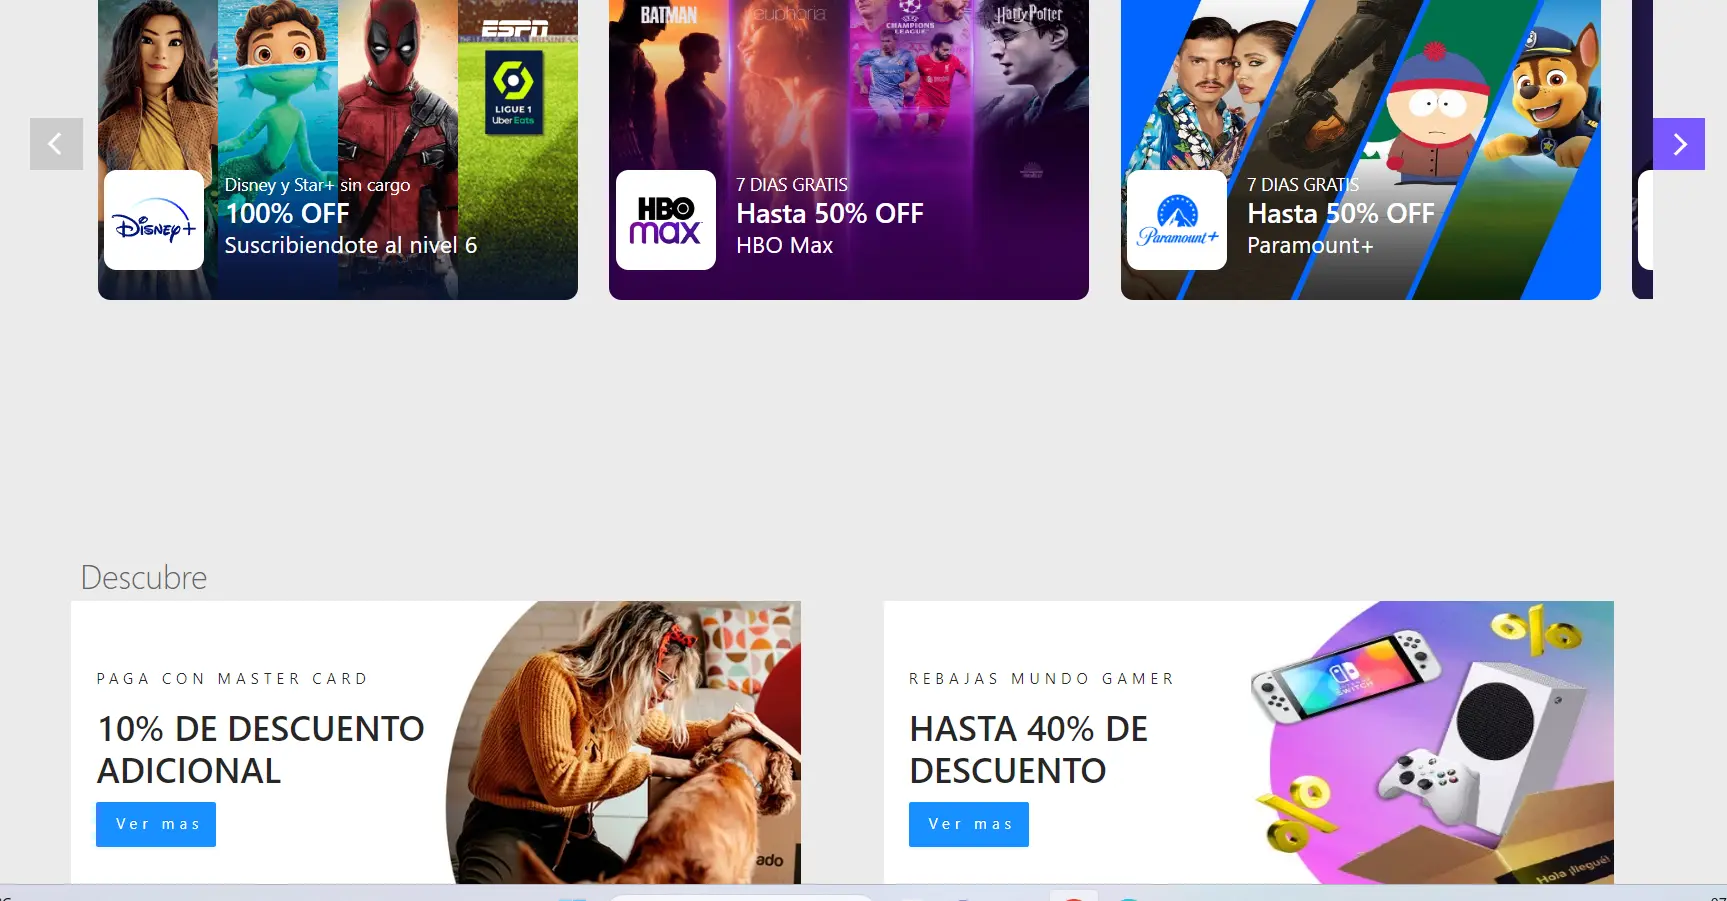 BATMAN
euphoria
CHAMPIONS
LEAGUE
Harry Potter
ESPN
LIGUE 1
Uber Eats
Disney+
Disney y Star+ sin cargo
100% OFF
Suscribiendote al nivel 6
HBO
max
7 DIAS GRATIS
Hasta 50% OFF
HBO Max
Paramount+
7 DIAS GRATIS
Hasta 50% OFF
Paramount+
Descubre
PAGA CON MASTER CARD
10% DE DESCUENTO
ADICIONAL
Ver mas
ado
REBAJAS MUNDO GAMER
HASTA 40% DE
DESCUENTO
Ver mas
SWITCH
%
%
Hola ¡llegué!